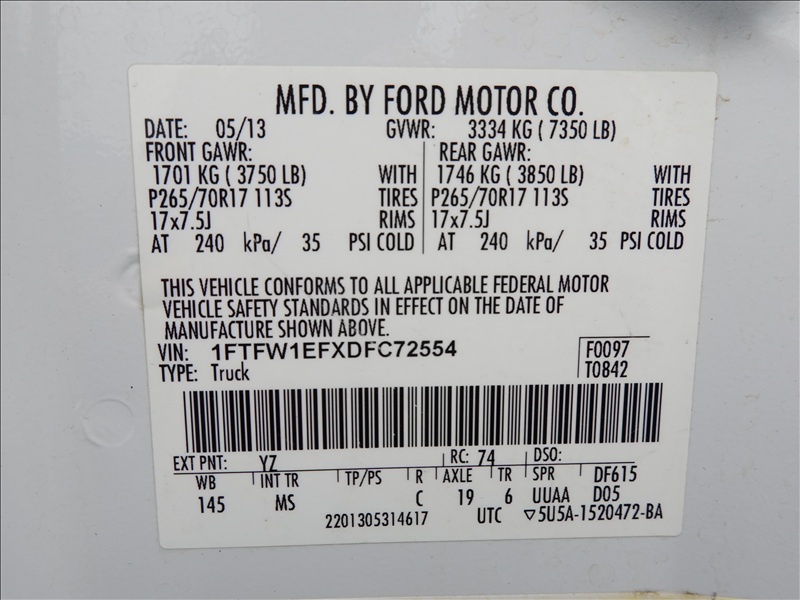 MFD. BY FORD MOTOR CO.
DATE: 05/13 GVWR: 3334 KG ( 7350 LB)
FRONT GAWR: REAR GAWR:
1701 KG ( 3750 LB) WITH 1746 KG ( 3850 LB) WITH
P265/70R17 113S TIRES P265/70R17 113S TIRES
17x7.5J RIMS 17x7.5J RIMS
AT 240 kPa/ 35 PSI COLD AT 240 kPa/ 35 PSI COLD
THIS VEHICLE CONFORMS TO ALL APPLICABLE FEDERAL MOTOR
VEHICLE SAFETY STANDARDS IN EFFECT ON THE DATE OF
MANUFACTURE SHOWN ABOVE.
VIN: 1FTFW1EFXDFC72554 F0097
TYPE: Truck T0842
EXT PNT: YZ RC: 74 DSO:
WB INT TR TP/PS R AXLE TR SPR DF615
145 MS C 19 6 UUAA D05
2201305314617 UTC ▽5U5A-1520472-BA